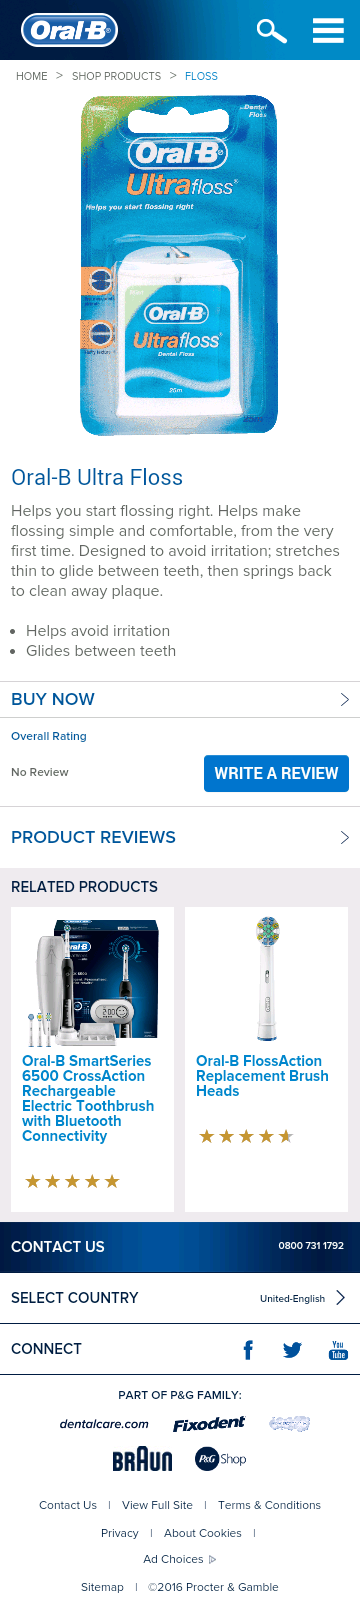 Oral-B
HOME > SHOP PRODUCTS > FLOSS
Dental
Floss
Oral-B
Ultrafloss
Helps you start flossing right
Oral-B
Ultrafloss
Dental Floss
25m
Oral-B Ultra Floss
Helps you start flossing right. Helps make
flossing simple and comfortable, from the very
first time. Designed to avoid irritation; stretches
thin to glide between teeth, then springs back
to clean away plaque.
• Helps avoid irritation
• Glides between teeth
BUY NOW
Overall Rating
No Review
WRITE A REVIEW
PRODUCT REVIEWS
RELATED PRODUCTS
Oral-B
Oral-B SmartSeries
6500 CrossAction
Rechargeable
Electric Toothbrush
with Bluetooth
Connectivity
Oral-B FlossAction
Replacement Brush
Heads
CONTACT US
0800 731 1792
SELECT COUNTRY
United-English
CONNECT
You
Tube
PART OF P&G FAMILY:
dentalcare.com
Fixodent
BRAUN
P&G Shop
Contact Us | View Full Site | Terms & Conditions
Privacy | About Cookies |
Ad Choices
Sitemap | ©2016 Procter & Gamble